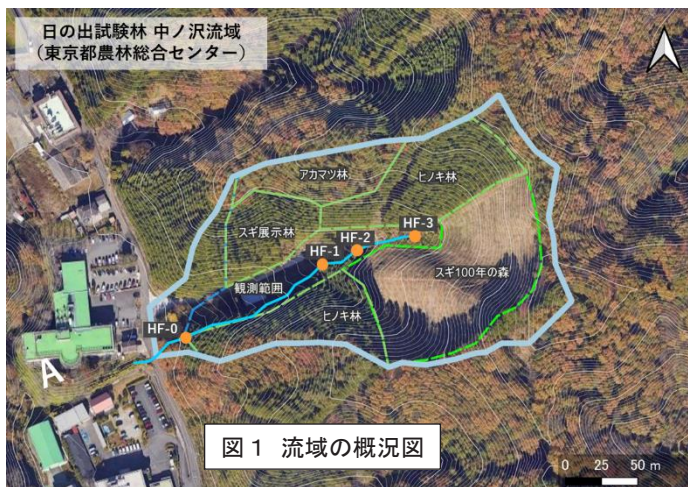 日の出試験林 中ノ沢流域
（東京都農林総合センター）
アカマツ林
ヒノキ林
スギ展示林
HF-3
HF-2
HF-1
スギ100年の森
観測範囲
ヒノキ林
HF-0
A
図1 流域の概況図
0 25 50 m